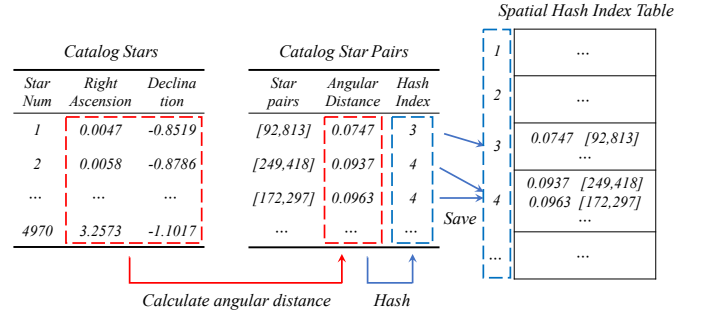 Spatial Hash Index Table
Catalog Stars
Catalog Star Pairs
Star Num Right Ascension Declina tion
1 0.0047 -0.8519
2 0.0058 -0.8786
... ... ...
4970 3.2573 -1.1017
Star pairs Angular Distance Hash Index
[92,813] 0.0747 3
[249,418] 0.0937 4
[172,297] 0.0963 4
... ... ...
Save
1 ...
2 ...
3 0.0747 [92,813]
...
4 0.0937 [249,418]
0.0963 [172,297]
...
... ...
Calculate angular distance
Hash